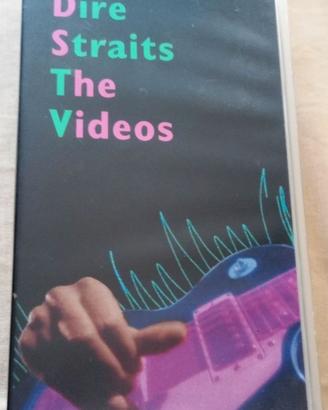 Dire
Straits
The
Videos